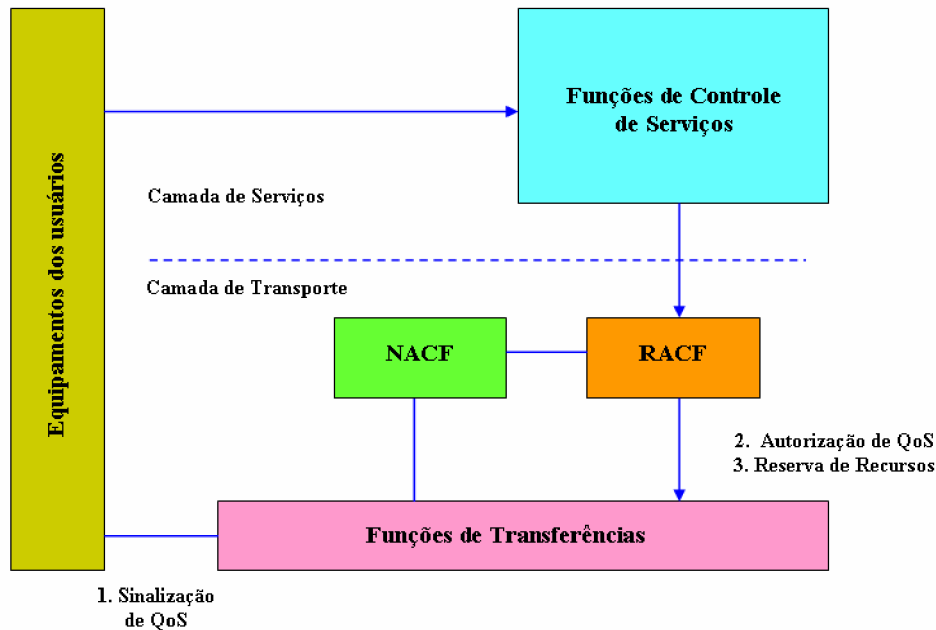 Equipamentos dos usuários
Funções de Controle
de Serviços
Camada de Serviços
Camada de Transporte
NACF
RACF
2. Autorização de QoS
3. Reserva de Recursos
Funções de Transferências
1. Sinalização
de QoS